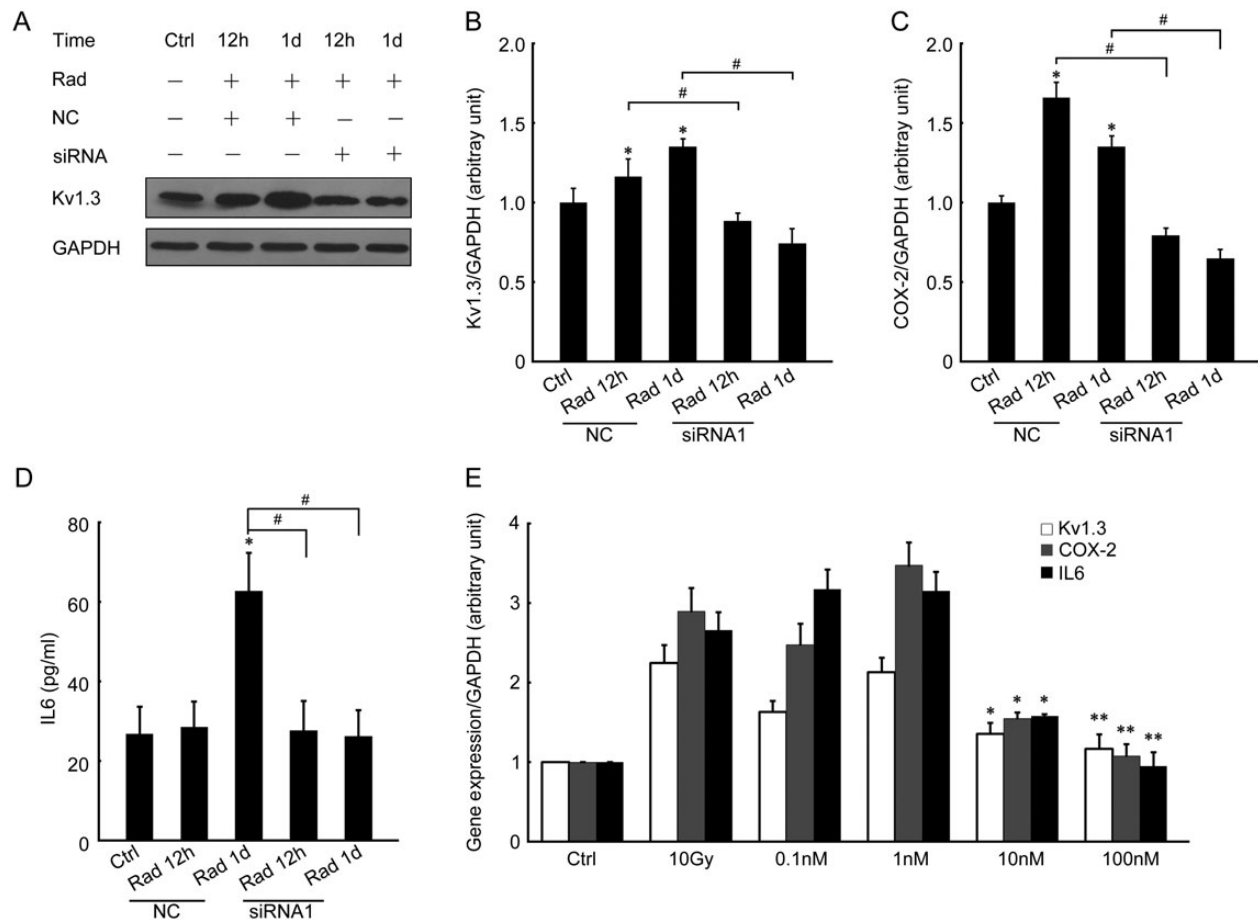 A
Time Ctrl 12h 1d 12h 1d
Rad − + + + +
NC − + + − −
siRNA − − − + +
Kv1.3
GAPDH
B
Kv1.3/GAPDH (arbitray unit)
2.0
1.5
1.0
0.5
0
#
#
* *
Ctrl Rad 12h Rad 1d Rad 12h Rad 1d
NC siRNA1
C
COX-2/GAPDH (arbitray unit)
2.0
1.5
1.0
0.5
0
#
#
* *
Ctrl Rad 12h Rad 1d Rad 12h Rad 1d
NC siRNA1
D
IL6 (pg/ml)
80
60
40
20
0
#
#
*
Ctrl Rad 12h Rad 1d Rad 12h Rad 1d
NC siRNA1
E
Gene expression/GAPDH (arbitrary unit)
4
3
2
1
0
Kv1.3
COX-2
IL6
* * * ** ** **
Ctrl 10Gy 0.1nM 1nM 10nM 100nM